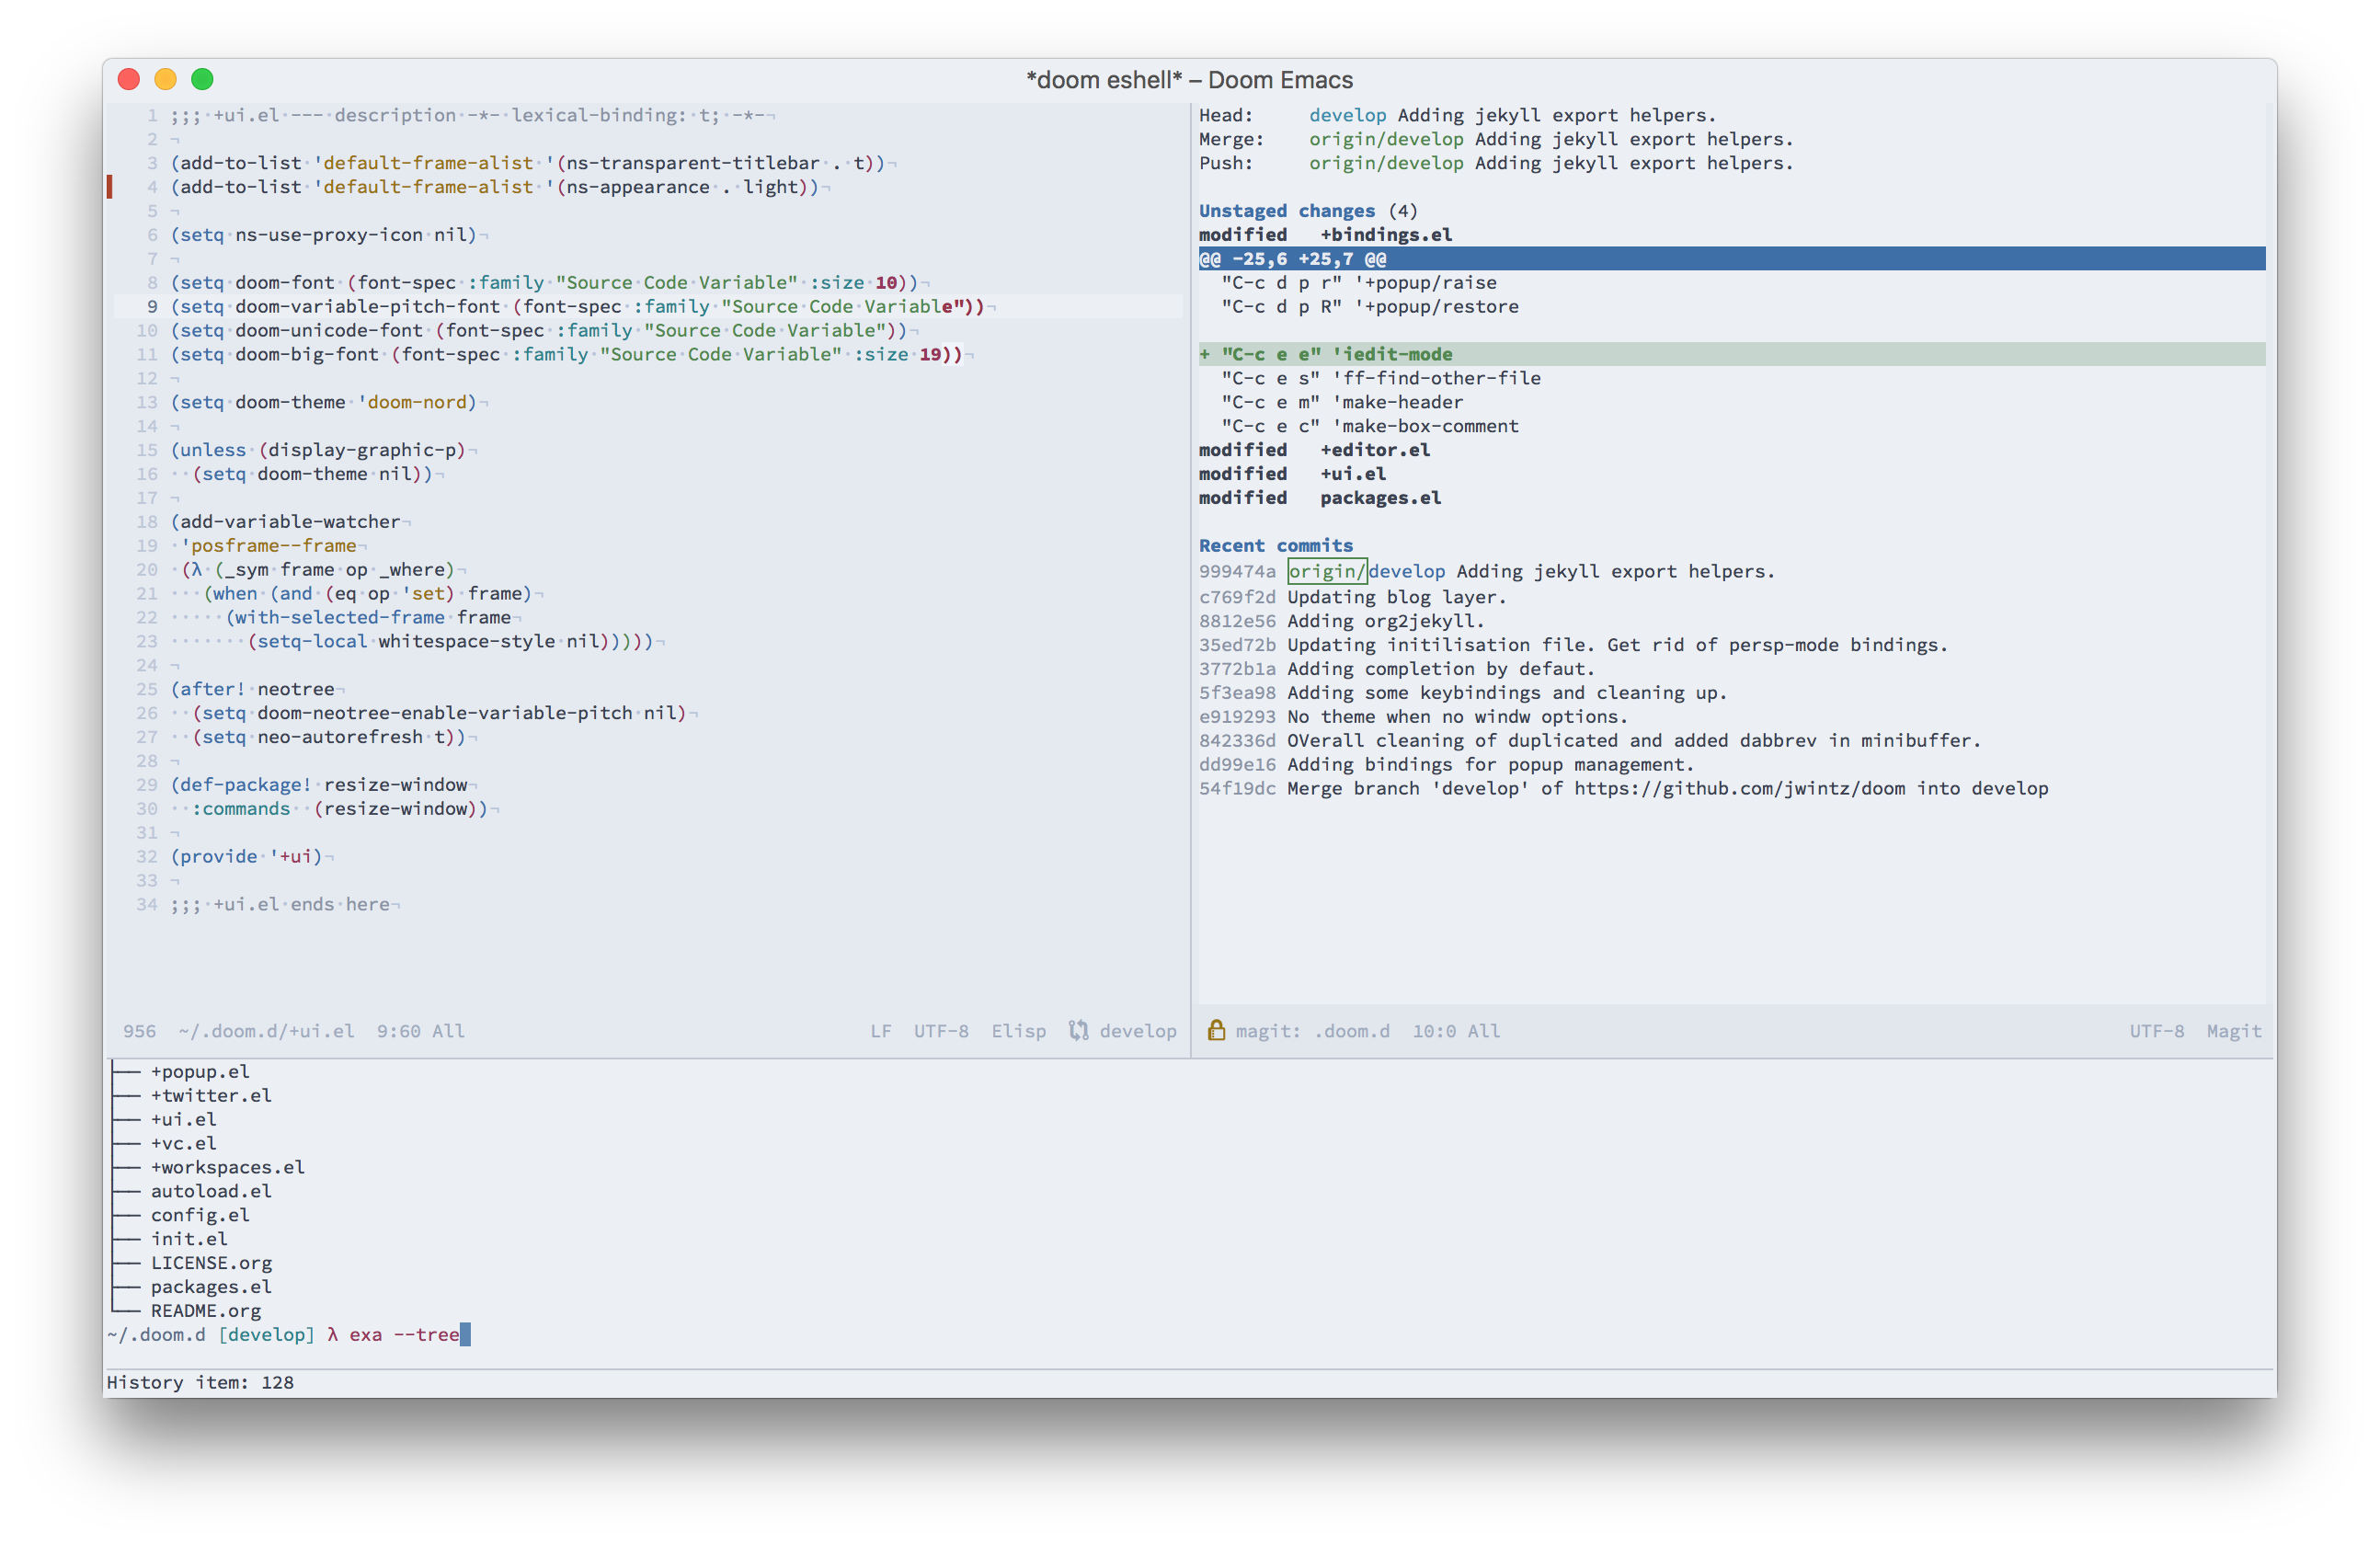 *doom eshell* – Doom Emacs
1 ;;;·+ui.el·---·description·-*-·lexical-binding:·t;·-*-¬
2 ¬
3 (add-to-list·'default-frame-alist·'(ns-transparent-titlebar·.·t))¬
4 (add-to-list·'default-frame-alist·'(ns-appearance·.·light))¬
5 ¬
6 (setq·ns-use-proxy-icon·nil)¬
7 ¬
8 (setq·doom-font·(font-spec·:family·"Source·Code·Variable"·:size·10))¬
9 (setq·doom-variable-pitch-font·(font-spec·:family·"Source·Code·Variable"))¬
10 (setq·doom-unicode-font·(font-spec·:family·"Source·Code·Variable"))¬
11 (setq·doom-big-font·(font-spec·:family·"Source·Code·Variable"·:size·19))¬
12 ¬
13 (setq·doom-theme·'doom-nord)¬
14 ¬
15 (unless·(display-graphic-p)¬
16 ··(setq·doom-theme·nil))¬
17 ¬
18 (add-variable-watcher¬
19 ·'posframe--frame¬
20 ·(λ·(_sym·frame·op·_where)¬
21 ···(when·(and·(eq·op·'set)·frame)¬
22 ·····(with-selected-frame·frame¬
23 ·······(setq-local·whitespace-style·nil)))))¬
24 ¬
25 (after!·neotree¬
26 ··(setq·doom-neotree-enable-variable-pitch·nil)¬
27 ··(setq·neo-autorefresh·t))¬
28 ¬
29 (def-package!·resize-window¬
30 ··:commands··(resize-window))¬
31 ¬
32 (provide·'+ui)¬
33 ¬
34 ;;;·+ui.el·ends·here¬
956 ~/.doom.d/+ui.el 9:60 All LF UTF-8 Elisp develop
Head: develop Adding jekyll export helpers.
Merge: origin/develop Adding jekyll export helpers.
Push: origin/develop Adding jekyll export helpers.
Unstaged changes (4)
modified +bindings.el
@@ -25,6 +25,7 @@
"C-c d p r" '+popup/raise
"C-c d p R" '+popup/restore
+ "C-c e e" 'iedit-mode
"C-c e s" 'ff-find-other-file
"C-c e m" 'make-header
"C-c e c" 'make-box-comment
modified +editor.el
modified +ui.el
modified packages.el
Recent commits
999474a origin/develop Adding jekyll export helpers.
c769f2d Updating blog layer.
8812e56 Adding org2jekyll.
35ed72b Updating initilisation file. Get rid of persp-mode bindings.
3772b1a Adding completion by defaut.
5f3ea98 Adding some keybindings and cleaning up.
e919293 No theme when no windw options.
842336d OVerall cleaning of duplicated and added dabbrev in minibuffer.
dd99e16 Adding bindings for popup management.
54f19dc Merge branch 'develop' of https://github.com/jwintz/doom into develop
magit: .doom.d 10:0 All UTF-8 Magit
├── +popup.el
├── +twitter.el
├── +ui.el
├── +vc.el
├── +workspaces.el
├── autoload.el
├── config.el
├── init.el
├── LICENSE.org
├── packages.el
└── README.org
~/.doom.d [develop] λ exa --tree
History item: 128